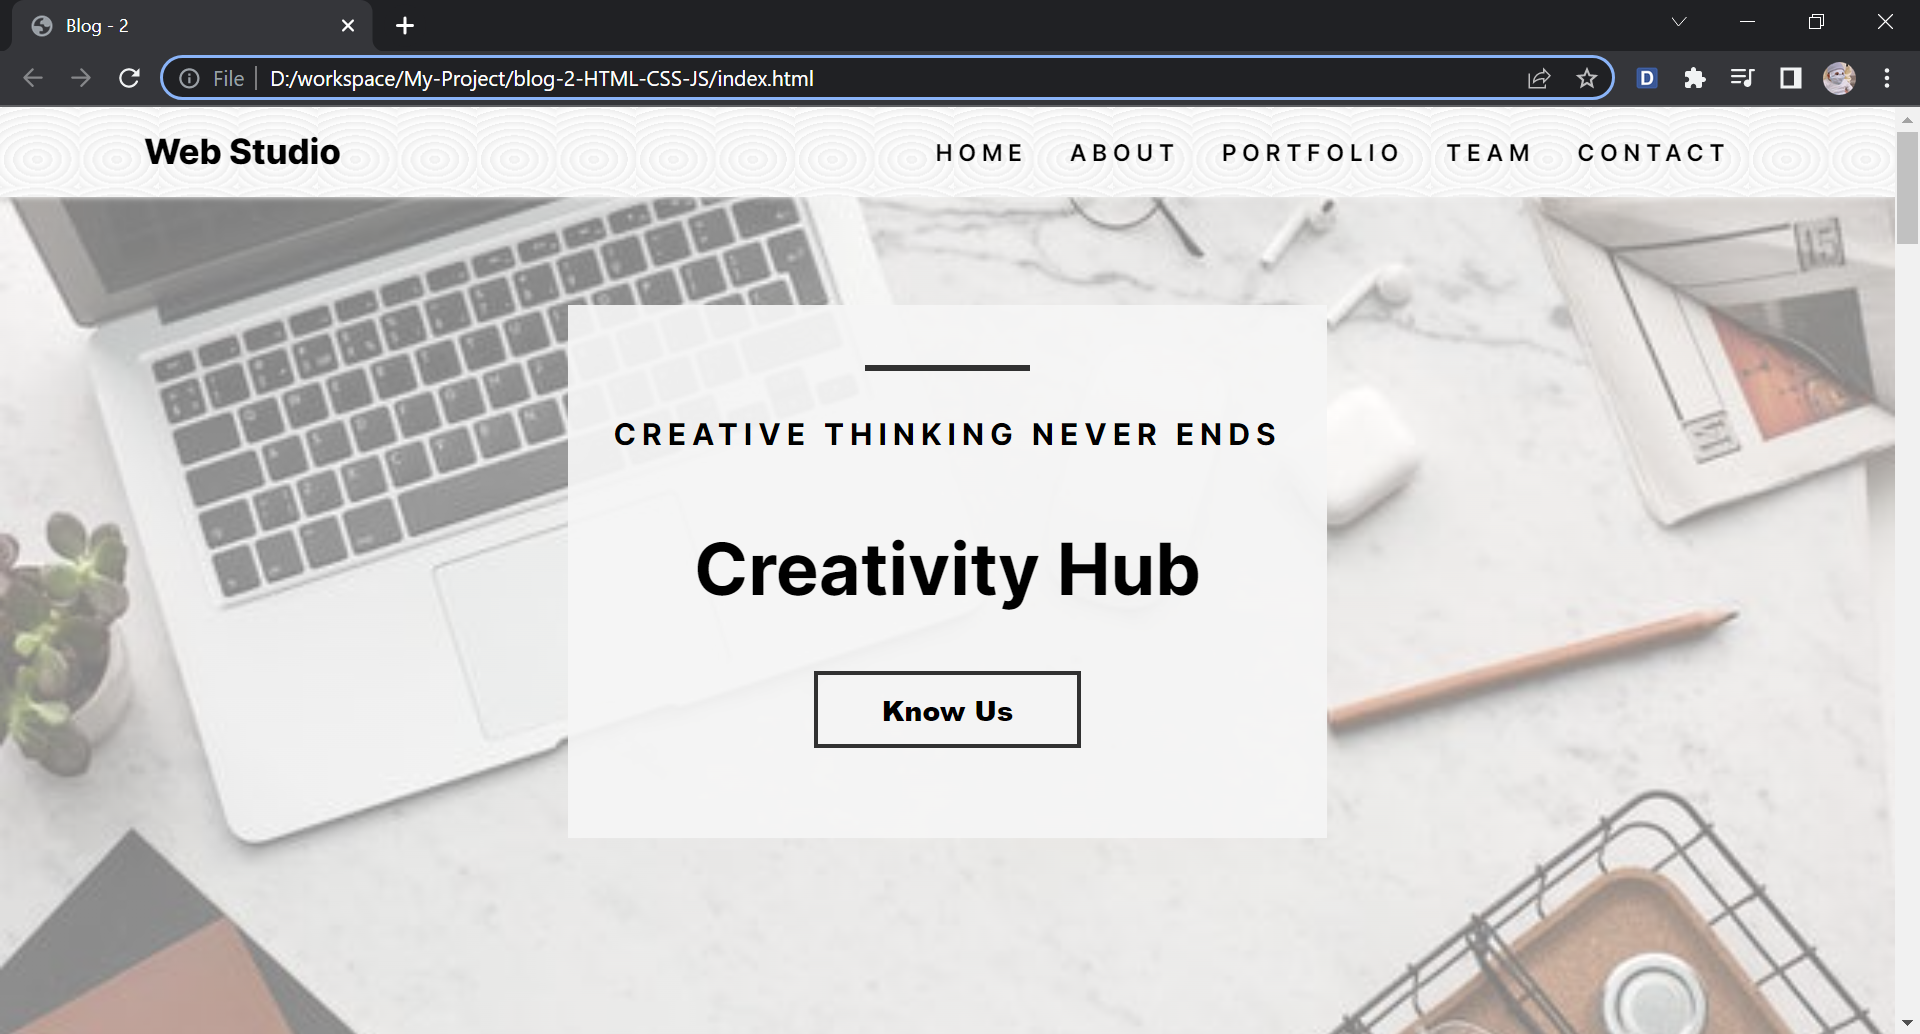 Blog - 2
File D:/workspace/My-Project/blog-2-HTML-CSS-JS/index.html
D
Web Studio
HOME ABOUT PORTFOLIO TEAM CONTACT
15
CREATIVE THINKING NEVER ENDS
Creativity Hub
Know Us